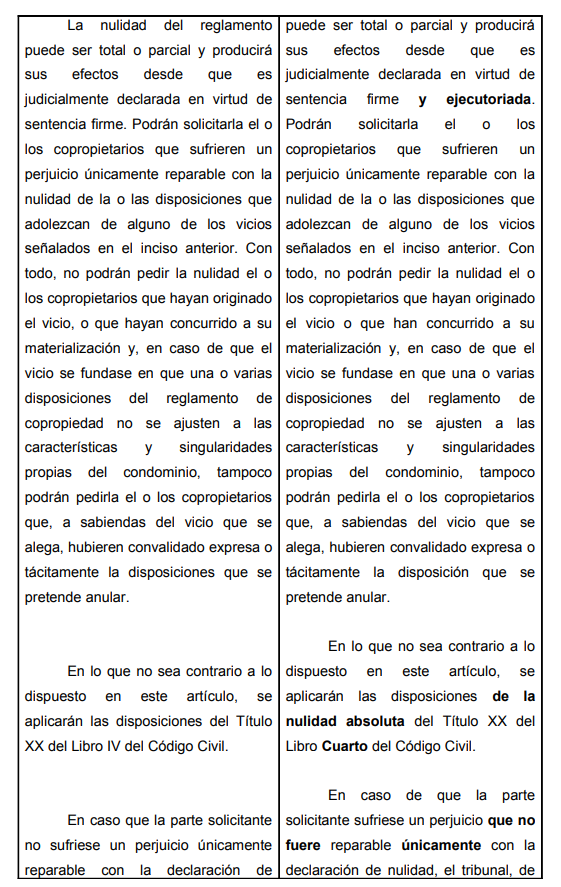 La nulidad del reglamento
puede ser total o parcial y producirá
sus efectos desde que es
judicialmente declarada en virtud de
sentencia firme. Podrán solicitarla el o
los copropietarios que sufrieren un
perjuicio únicamente reparable con la
nulidad de la o las disposiciones que
adolezcan de alguno de los vicios
señalados en el inciso anterior. Con
todo, no podrán pedir la nulidad el o
los copropietarios que hayan originado
el vicio, o que hayan concurrido a su
materialización y, en caso de que el
vicio se fundase en que una o varias
disposiciones del reglamento de
copropiedad no se ajusten a las
características y singularidades
propias del condominio, tampoco
podrán pedirla el o los copropietarios
que, a sabiendas del vicio que se
alega, hubieren convalidado expresa o
tácitamente la disposiciones que se
pretende anular.
En lo que no sea contrario a lo
dispuesto en este artículo, se
aplicarán las disposiciones del Título
XX del Libro IV del Código Civil.
En caso que la parte solicitante
no sufriese un perjuicio únicamente
reparable con la declaración de
puede ser total o parcial y producirá
sus efectos desde que es
judicialmente declarada en virtud de
sentencia firme y ejecutoriada.
Podrán solicitarla el o los
copropietarios que sufrieren un
perjuicio únicamente reparable con la
nulidad de la o las disposiciones que
adolezcan de alguno de los vicios
señalados en el inciso anterior. Con
todo, no podrán pedir la nulidad el o
los copropietarios que hayan originado
el vicio o que han concurrido a su
materialización y, en caso de que el
vicio se fundase en que una o varias
disposiciones del reglamento de
copropiedad no se ajusten a las
características y singularidades
propias del condominio, tampoco
podrán pedirla el o los copropietarios
que, a sabiendas del vicio que se
alega, hubieren convalidado expresa o
tácitamente la disposición que se
pretende anular.
En lo que no sea contrario a lo
dispuesto en este artículo, se
aplicarán las disposiciones de la
nulidad absoluta del Título XX del
Libro Cuarto del Código Civil.
En caso de que la parte
solicitante sufriese un perjuicio que no
fuere reparable únicamente con la
declaración de nulidad, el tribunal, de